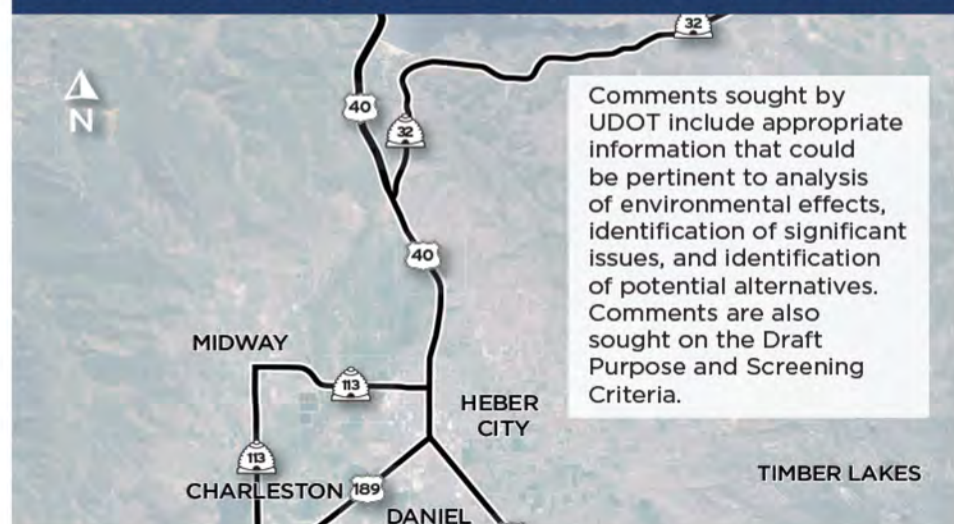 32
N
40
32
Comments sought by
UDOT include appropriate
information that could
be pertinent to analysis
of environmental effects,
identification of significant
issues, and identification
of potential alternatives.
Comments are also
sought on the Draft
Purpose and Screening
Criteria.
40
MIDWAY
113
HEBER
CITY
113
TIMBER LAKES
CHARLESTON
189
DANIEL